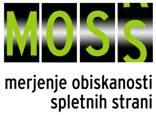 MOSS
merjenje obiskanosti
spletnih strani